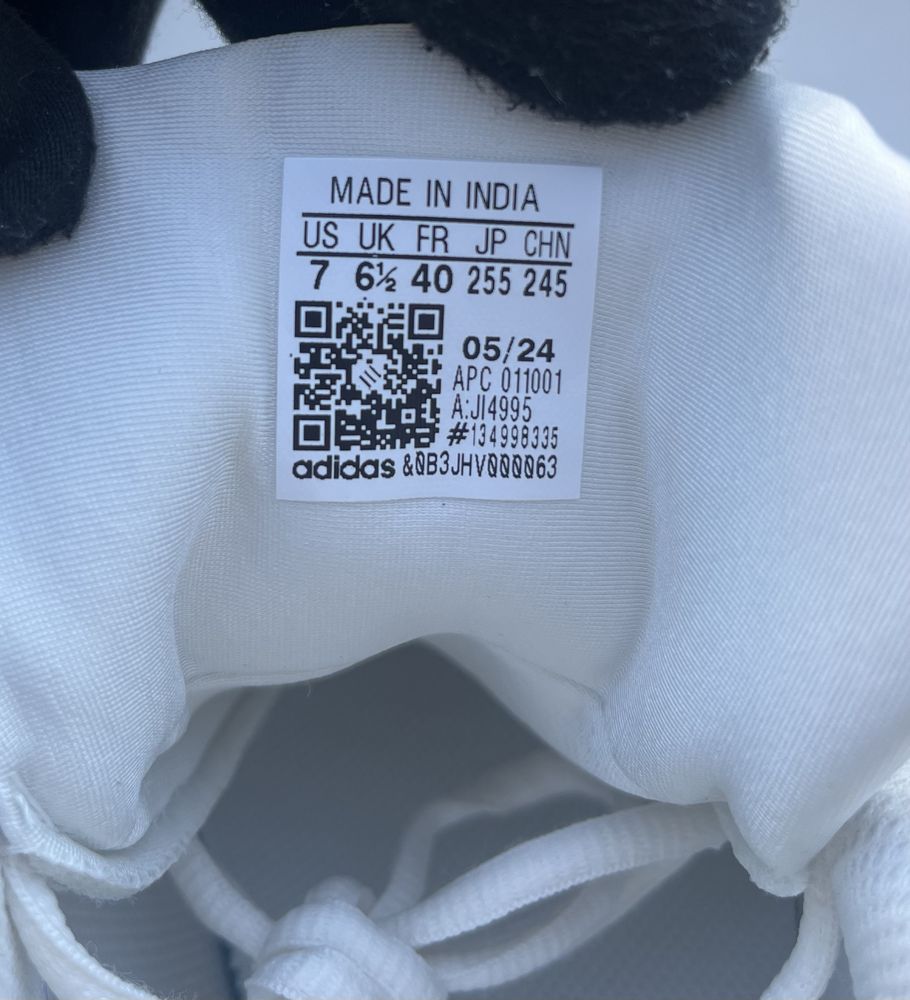 MADE IN INDIA
US UK FR JP CHN
7 6½ 40 255 245
05/24
APC 011001
A:JI4995
#134998335
adidas &0B3JHV000063